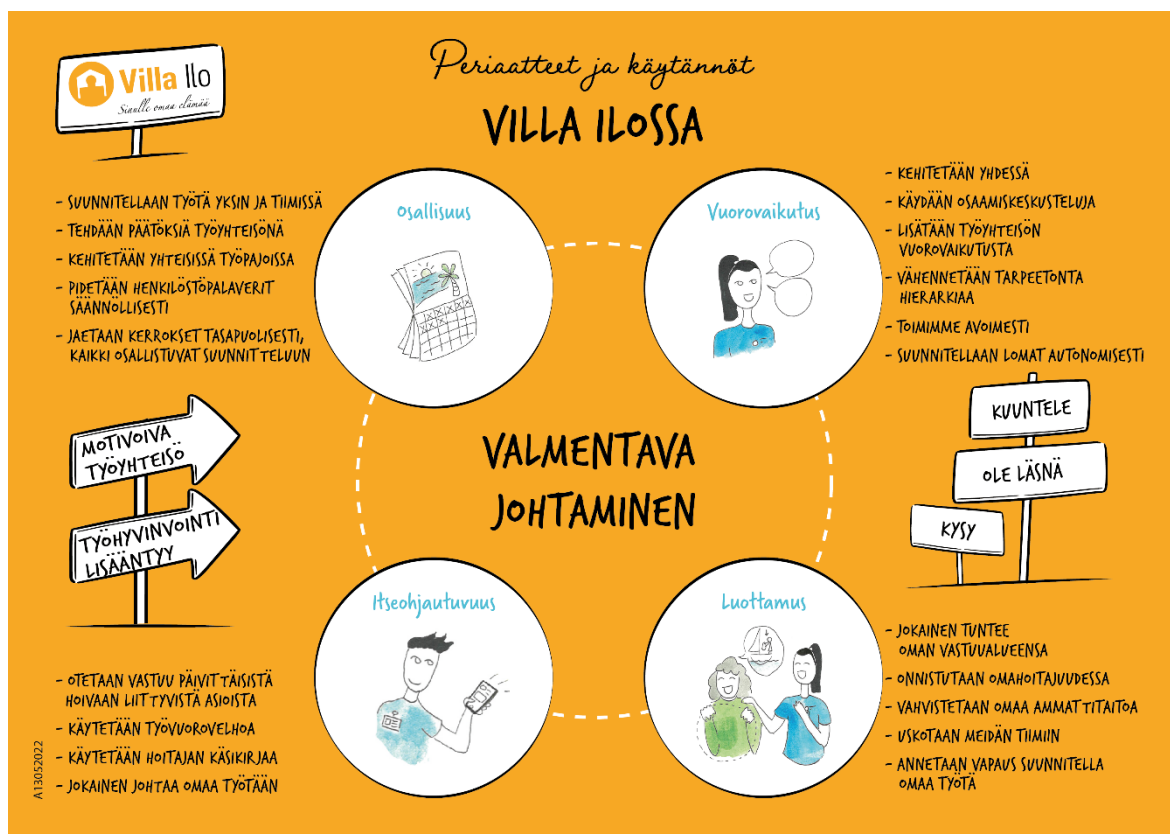 Villa Ilo
Sinulle omaa elämää
Periaatteet ja käytännöt
VILLA ILOSSA
Osallisuus
- SUUNNITELLAAN TYÖTÄ YKSIN JA TIIMISSÄ
- TEHDÄÄN PÄÄTÖKSIÄ TYÖYHTEISÖNÄ
- KEHITETÄÄN YHTEISISSÄ TYÖPAJOISSA
- PIDETÄÄN HENKILÖSTÖPALAVERIT
SÄÄNNÖLLISESTI
- JAETAAN KERROKSET TASAPUOLISESTI,
KAIKKI OSALLISTUVAT SUUNNITTELUUN
Vuorovaikutus
- KEHITETÄÄN YHDESSÄ
- KÄYDÄÄN OSAAMISKESKUSTELUJA
- LISÄTÄÄN TYÖYHTEISÖN
VUOROVAIKUTUSTA
- VÄHENNETÄÄN TARPEETONTA
HIERARKIAA
- TOIMIMME AVOIMESTI
- SUUNNITELLAAN LOMAT AUTONOMISESTI
MOTIVOIVA
TYÖYHTEISÖ
TYÖHYVINVOINTI
LISÄÄNTYY
VALMENTAVA
JOHTAMINEN
KUUNTELE
OLE LÄSNÄ
KYSY
Itseohjautuvuus
- OTETAAN VASTUU PÄIVITTÄISISTÄ
HOIVAAN LIITTYVISTÄ ASIOISTA
- KÄYTETÄÄN TYÖVUOROVELHOA
- KÄYTETÄÄN HOITAJAN KÄSIKIRJAA
- JOKAINEN JOHTAA OMAA TYÖTÄÄN
Luottamus
- JOKAINEN TUNTEE
OMAN VASTUUALUEENSA
- ONNISTUTAAN OMAHOITAJUUDESSA
- VAHVISTETAAN OMAA AMMATTITAITOA
- USKOTAAN MEIDÄN TIIMIIN
- ANNETAAN VAPAUS SUUNNITELLA
OMAA TYÖTÄ
A13052022